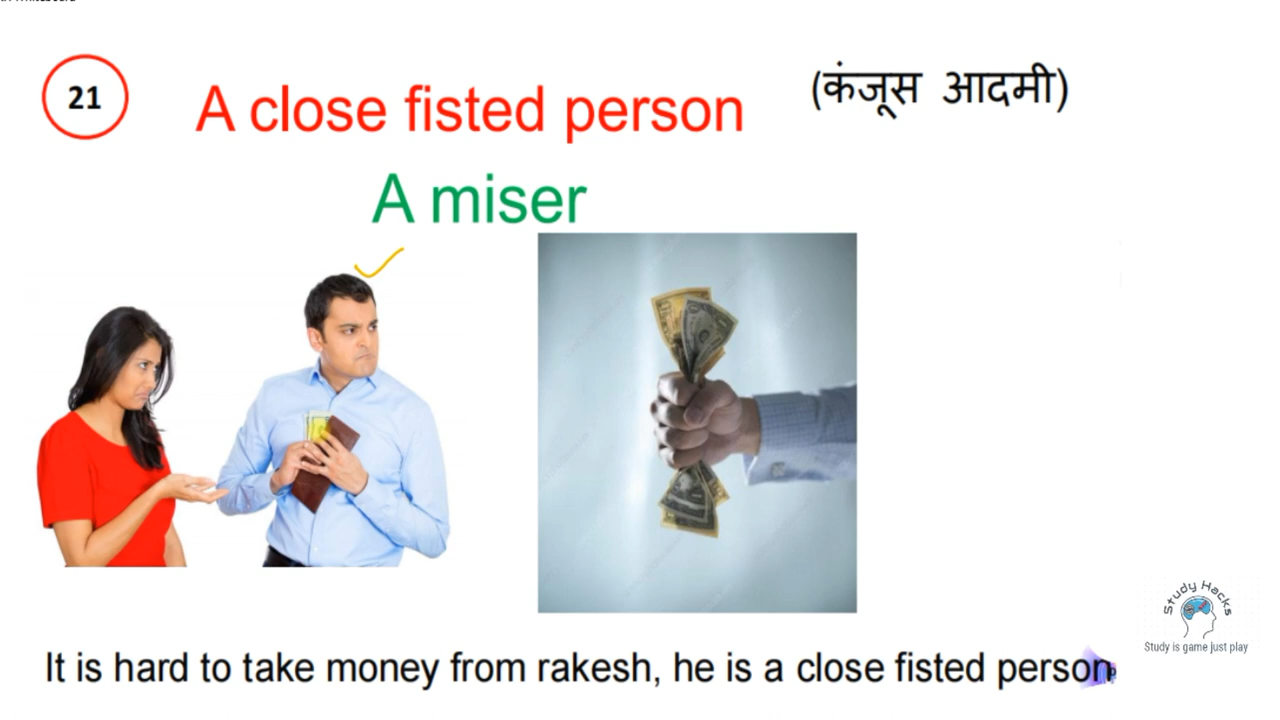 21
A close fisted person
(कंजूस आदमी)
A miser
It is hard to take money from rakesh, he is a close fisted person
Study Hacks
Study is game just play